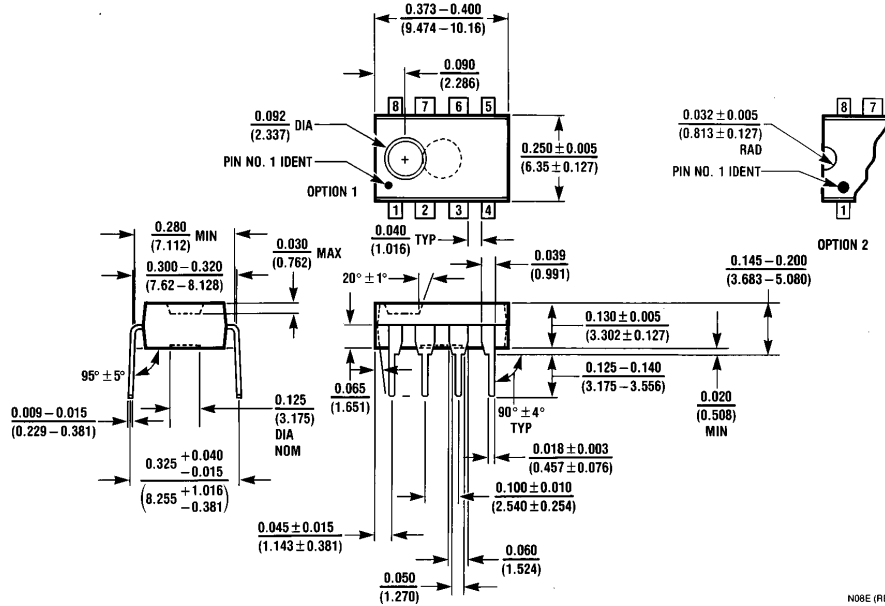 0.373 – 0.400
(9.474 – 10.16)
0.090
(2.286)
8 7 6 5
0.092
(2.337) DIA
PIN NO. 1 IDENT
OPTION 1
1 2 3 4
0.250 ± 0.005
(6.35 ± 0.127)
0.032 ± 0.005
(0.813 ± 0.127)
RAD
PIN NO. 1 IDENT
8 7
1
OPTION 2
0.280
(7.112) MIN
0.300 – 0.320
(7.62 – 8.128)
0.030
(0.762) MAX
0.040
(1.016) TYP
0.039
(0.991)
20° ± 1°
0.145 – 0.200
(3.683 – 5.080)
0.130 ± 0.005
(3.302 ± 0.127)
0.125 – 0.140
(3.175 – 3.556)
0.020
(0.508)
MIN
95° ± 5°
0.065
(1.651)
90° ± 4°
TYP
0.009 – 0.015
(0.229 – 0.381)
0.125
(3.175)
DIA
NOM
0.325 +0.040
−0.015
(8.255 +1.016
−0.381)
0.018 ± 0.003
(0.457 ± 0.076)
0.100 ± 0.010
(2.540 ± 0.254)
0.045 ± 0.015
(1.143 ± 0.381)
0.060
(1.524)
0.050
(1.270)
N08E